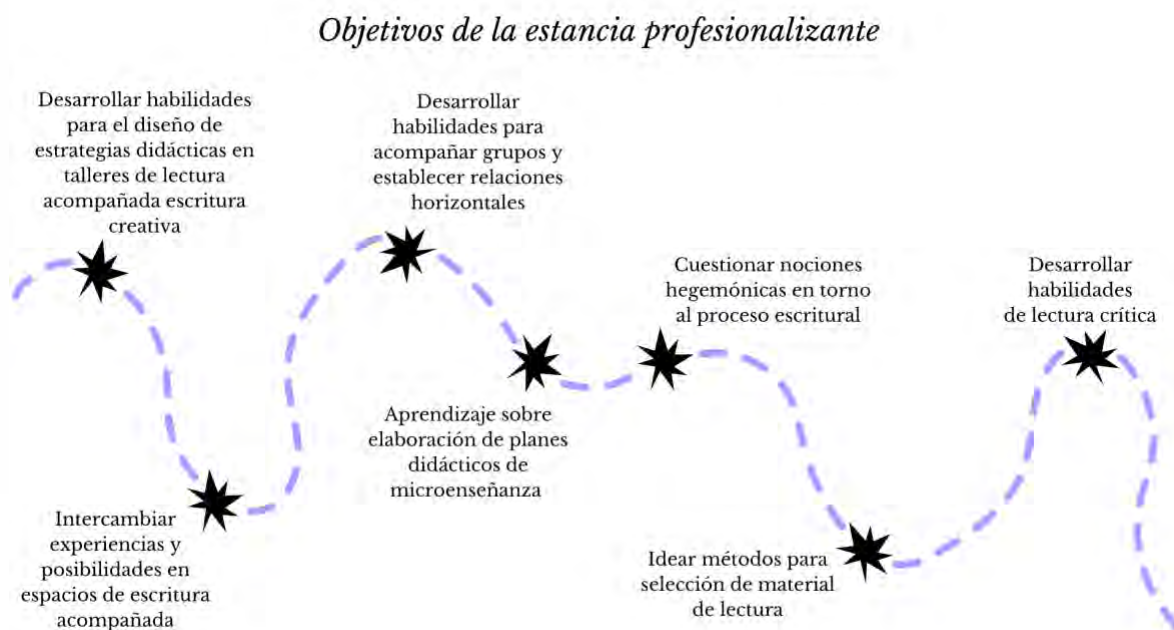 Objetivos de la estancia profesionalizante
Desarrollar habilidades
para el diseño de
estrategias didácticas en
talleres de lectura
acompañada escritura
creativa
Intercambiar
experiencias y
posibilidades en
espacios de escritura
acompañada
Desarrollar
habilidades para
acompañar grupos y
establecer relaciones
horizontales
Aprendizaje sobre
elaboración de planes
didácticos de
microenseñanza
Cuestionar nociones
hegemónicas en torno
al proceso escritural
Idear métodos para
selección de material
de lectura
Desarrollar
habilidades
de lectura crítica